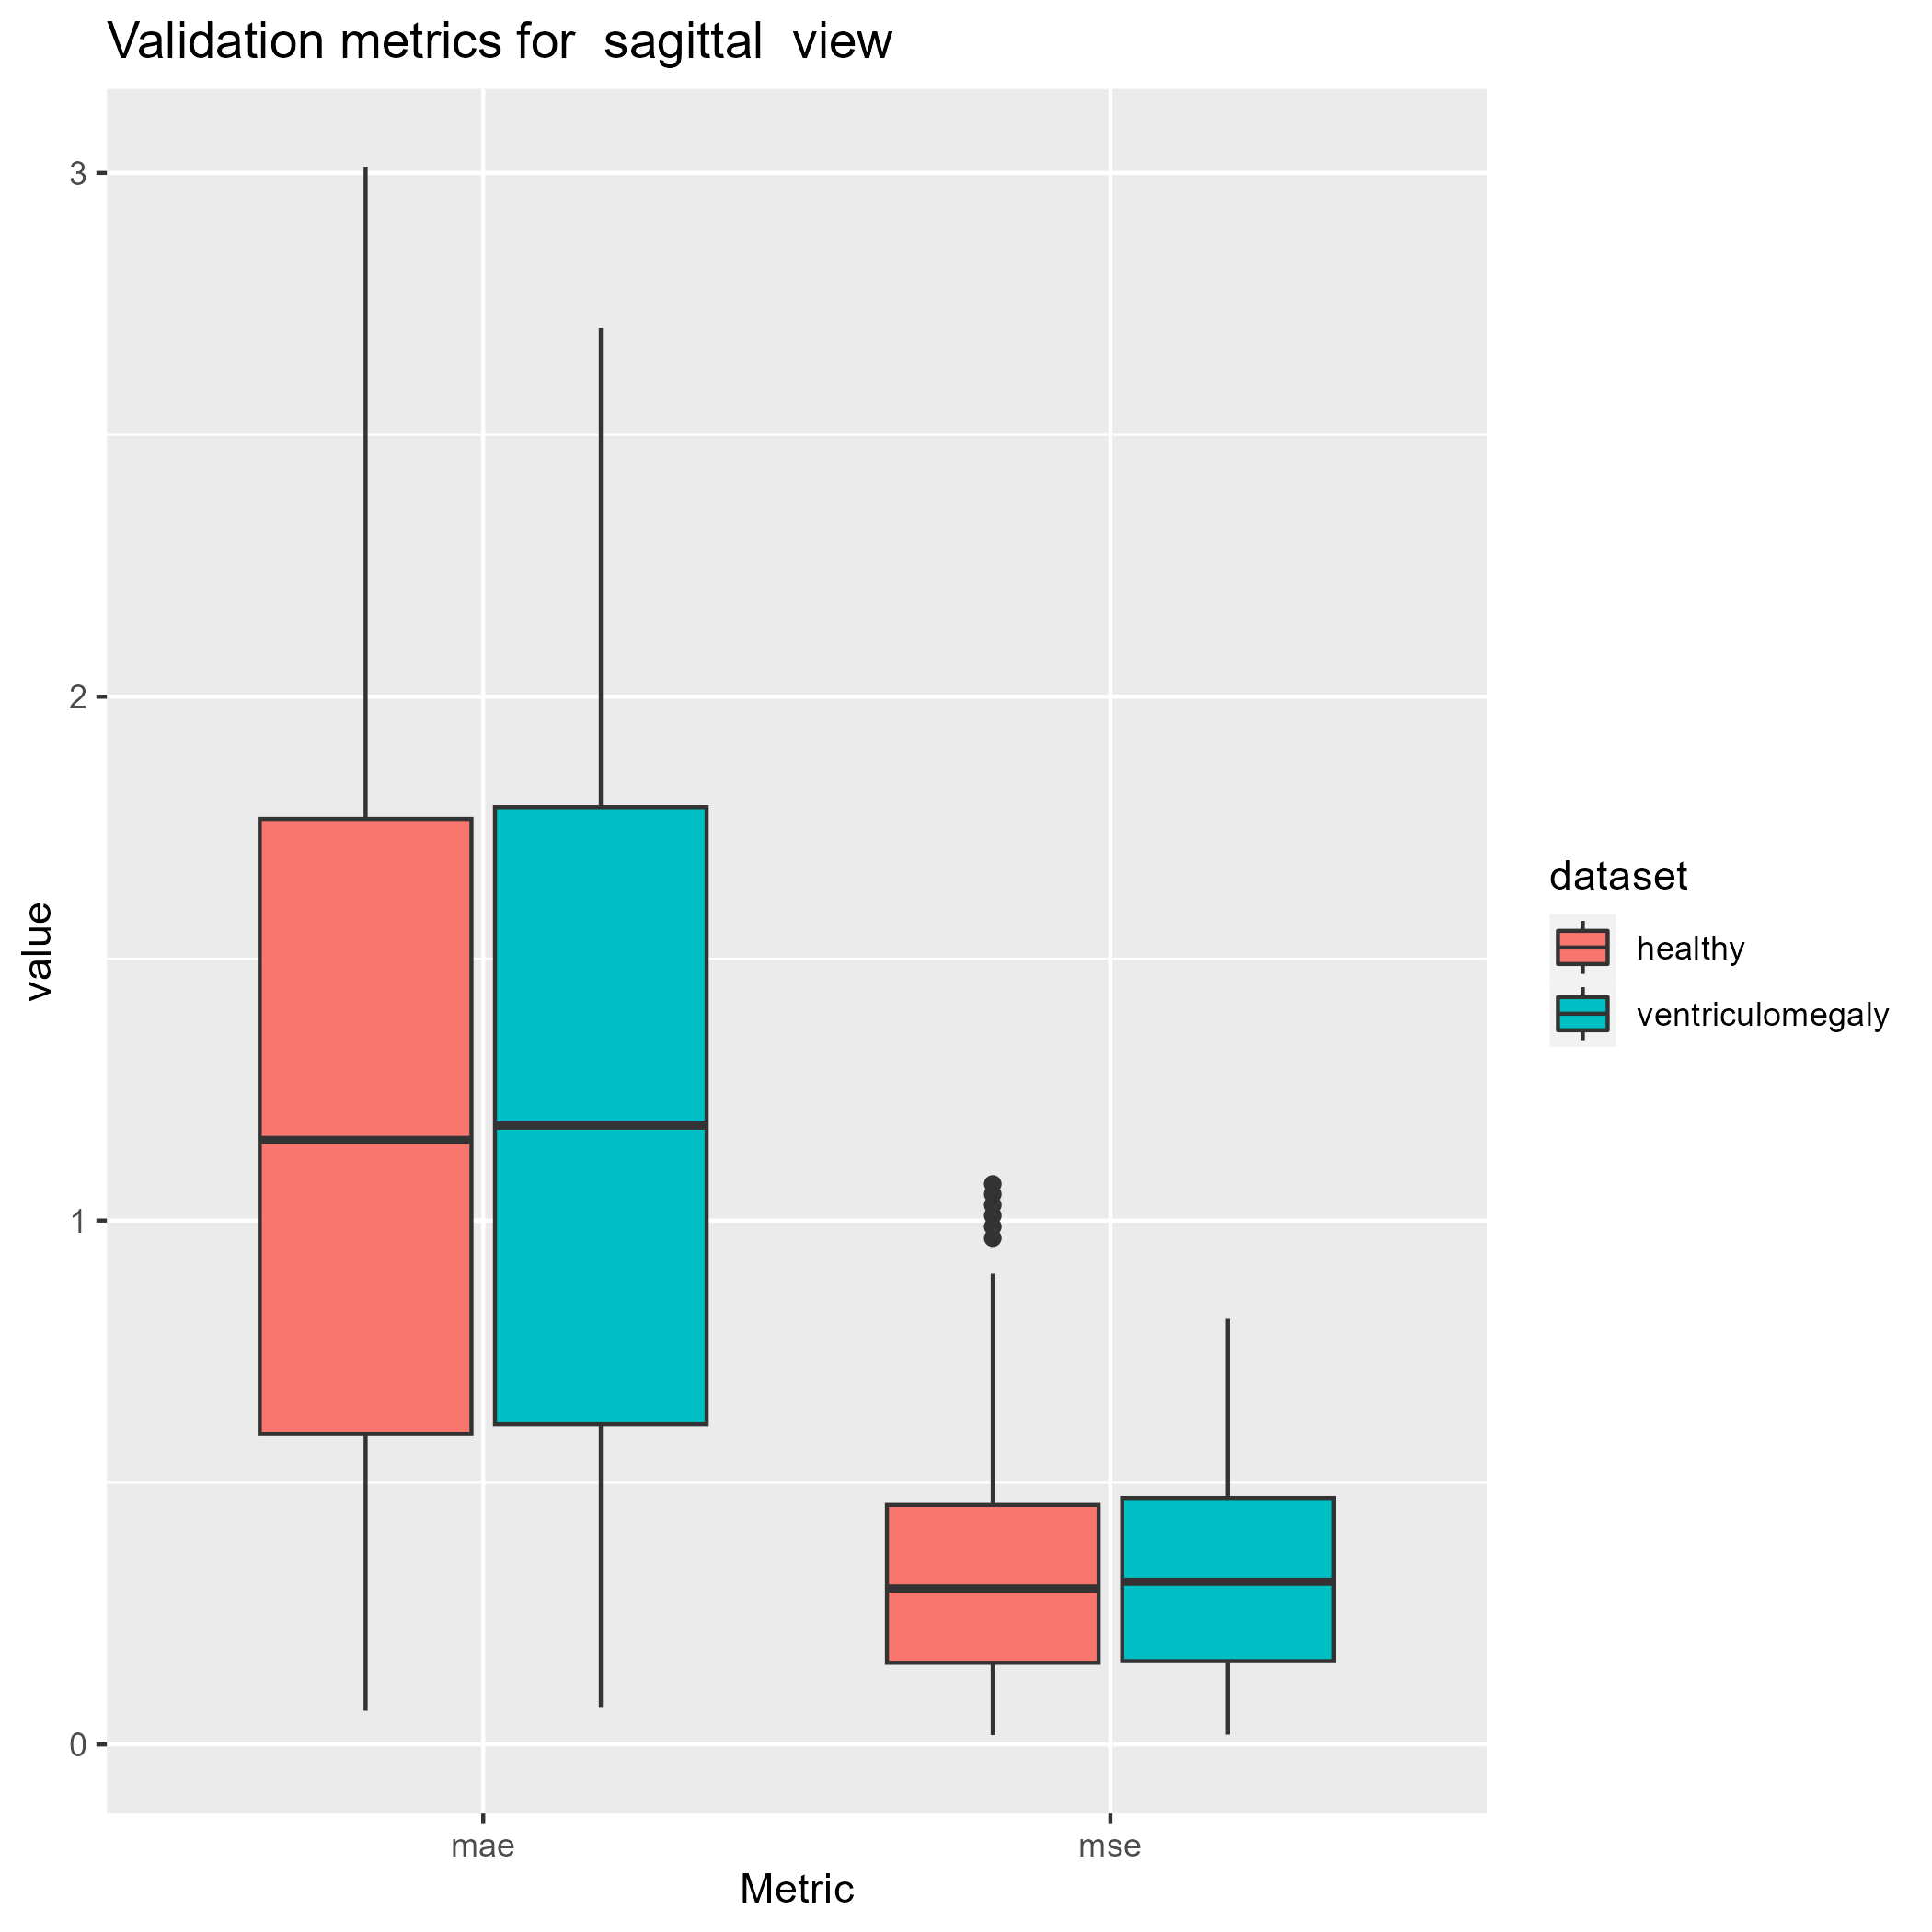 Validation metrics for  sagittal  view
3
2
1
0
value
mae
mse
Metric
dataset
healthy
ventriculomegaly